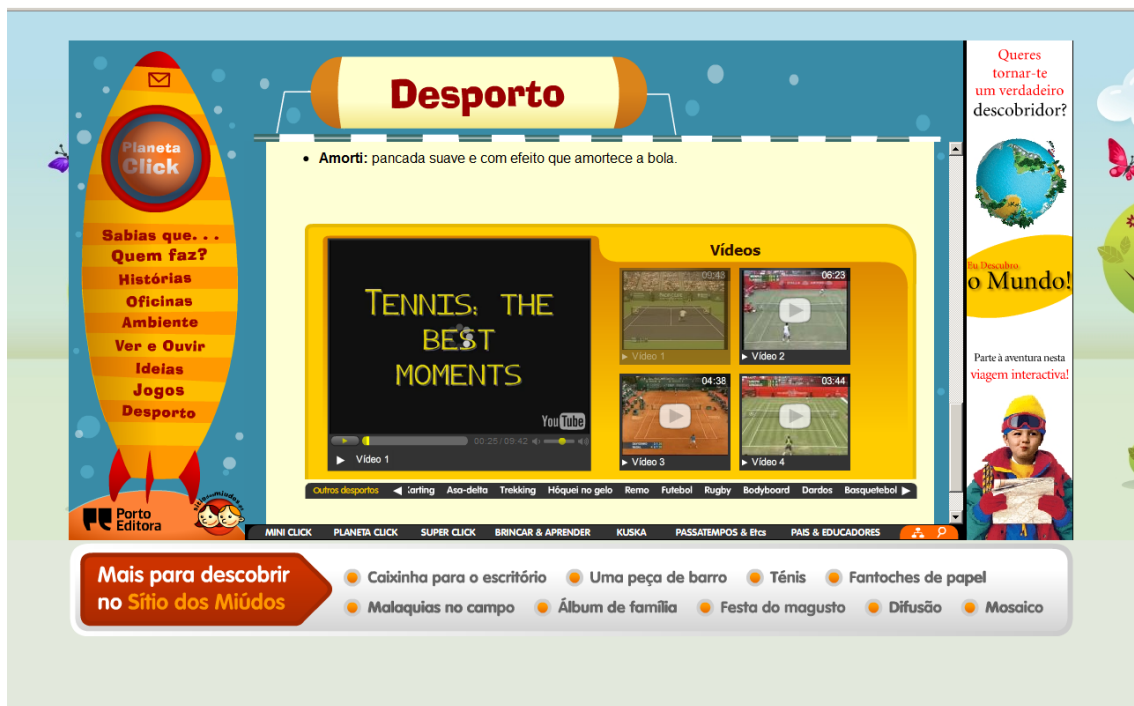 Desporto
Planeta
Click
Sabias que. . .
Quem faz?
Histórias
Oficinas
Ambiente
Ver e Ouvir
Ideias
Jogos
Desporto
Porto
Editora
sitiodosmiudos.pt
• Amorti: pancada suave e com efeito que amortece a bola.
TENNIS: THE
BEST
MOMENTS
YouTube
00:25 / 09:42
Vídeo 1
Vídeos
09:43
Vídeo 1
06:23
Vídeo 2
04:38
Vídeo 3
03:44
Vídeo 4
Outros desportos ◀ :arting Asa-delta Trekking Hóquei no gelo Remo Futebol Rugby Bodyboard Dardos Basquetebol ▶
MINI CLICK PLANETA CLICK SUPER CLICK BRINCAR & APRENDER KUSKA PASSATEMPOS & Etcs PAIS & EDUCADORES
Queres
tornar-te
um verdadeiro
descobridor?
Eu Descubro
o Mundo!
Parte à aventura nesta
viagem interactiva!
Mais para descobrir
no Sítio dos Miúdos
Caixinha para o escritório Uma peça de barro Ténis Fantoches de papel
Malaquias no campo Álbum de família Festa do magusto Difusão Mosaico